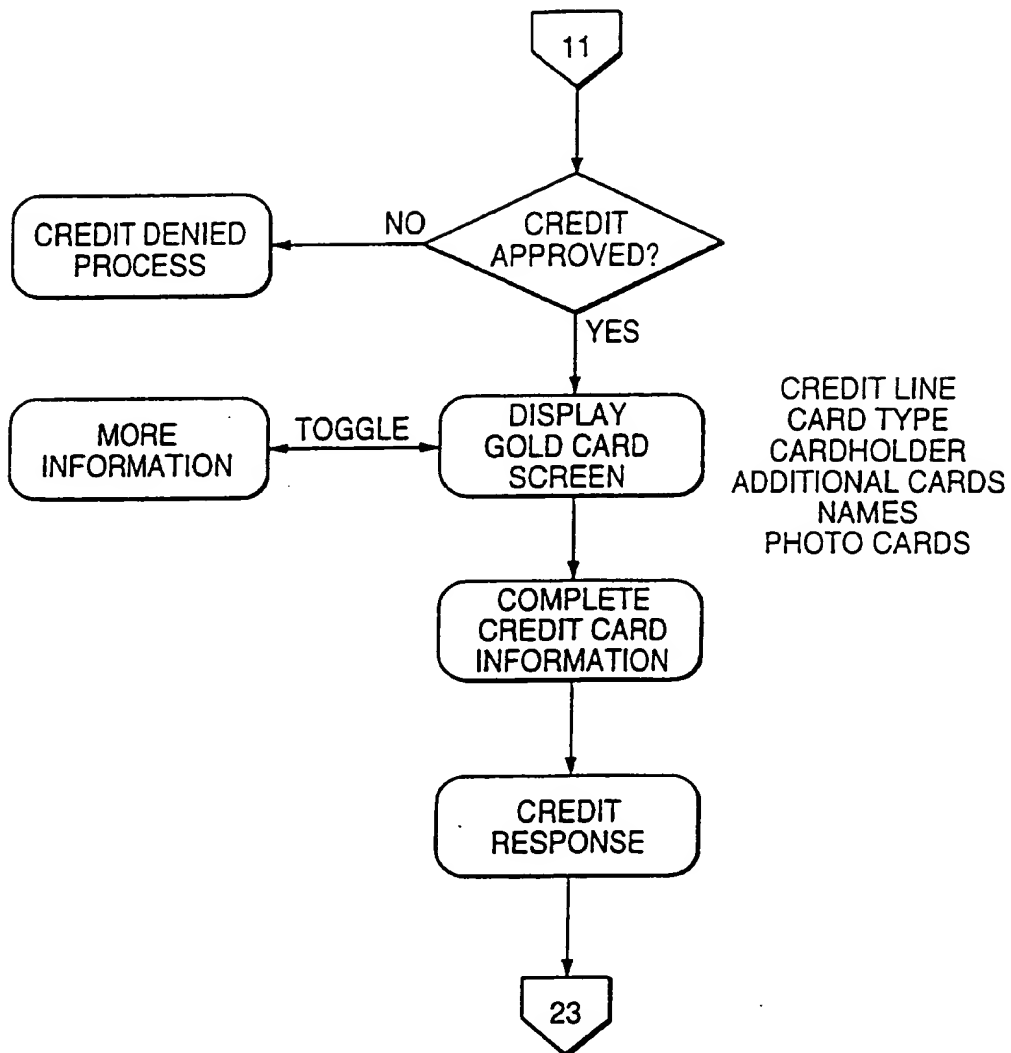 11
CREDIT
APPROVED?
NO
CREDIT DENIED
PROCESS
YES
DISPLAY
GOLD CARD
SCREEN
TOGGLE
MORE
INFORMATION
CREDIT LINE
CARD TYPE
CARDHOLDER
ADDITIONAL CARDS
NAMES
PHOTO CARDS
COMPLETE
CREDIT CARD
INFORMATION
CREDIT
RESPONSE
23